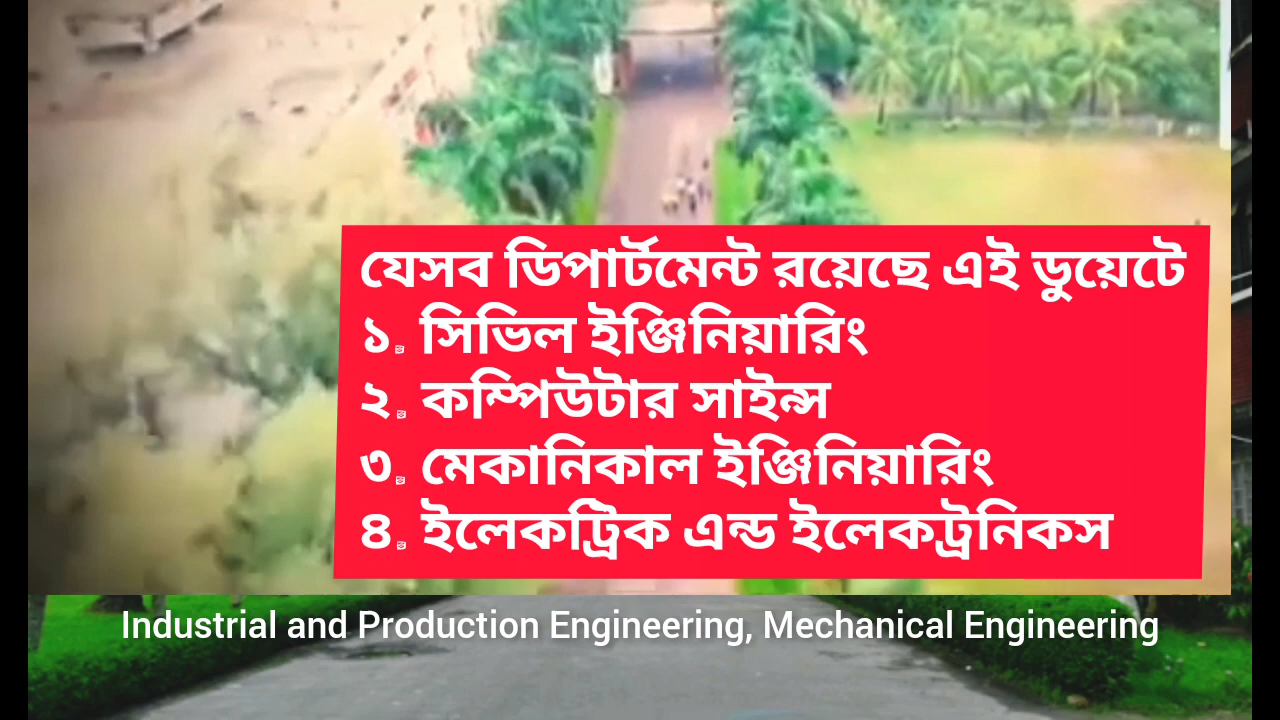 যেসব ডিপার্টমেন্ট রয়েছে এই ডুয়েটে
১. সিভিল ইঞ্জিনিয়ারিং
২. কম্পিউটার সাইন্স
৩. মেকানিকাল ইঞ্জিনিয়ারিং
৪. ইলেকট্রিক এন্ড ইলেকট্রনিকস
Industrial and Production Engineering, Mechanical Engineering